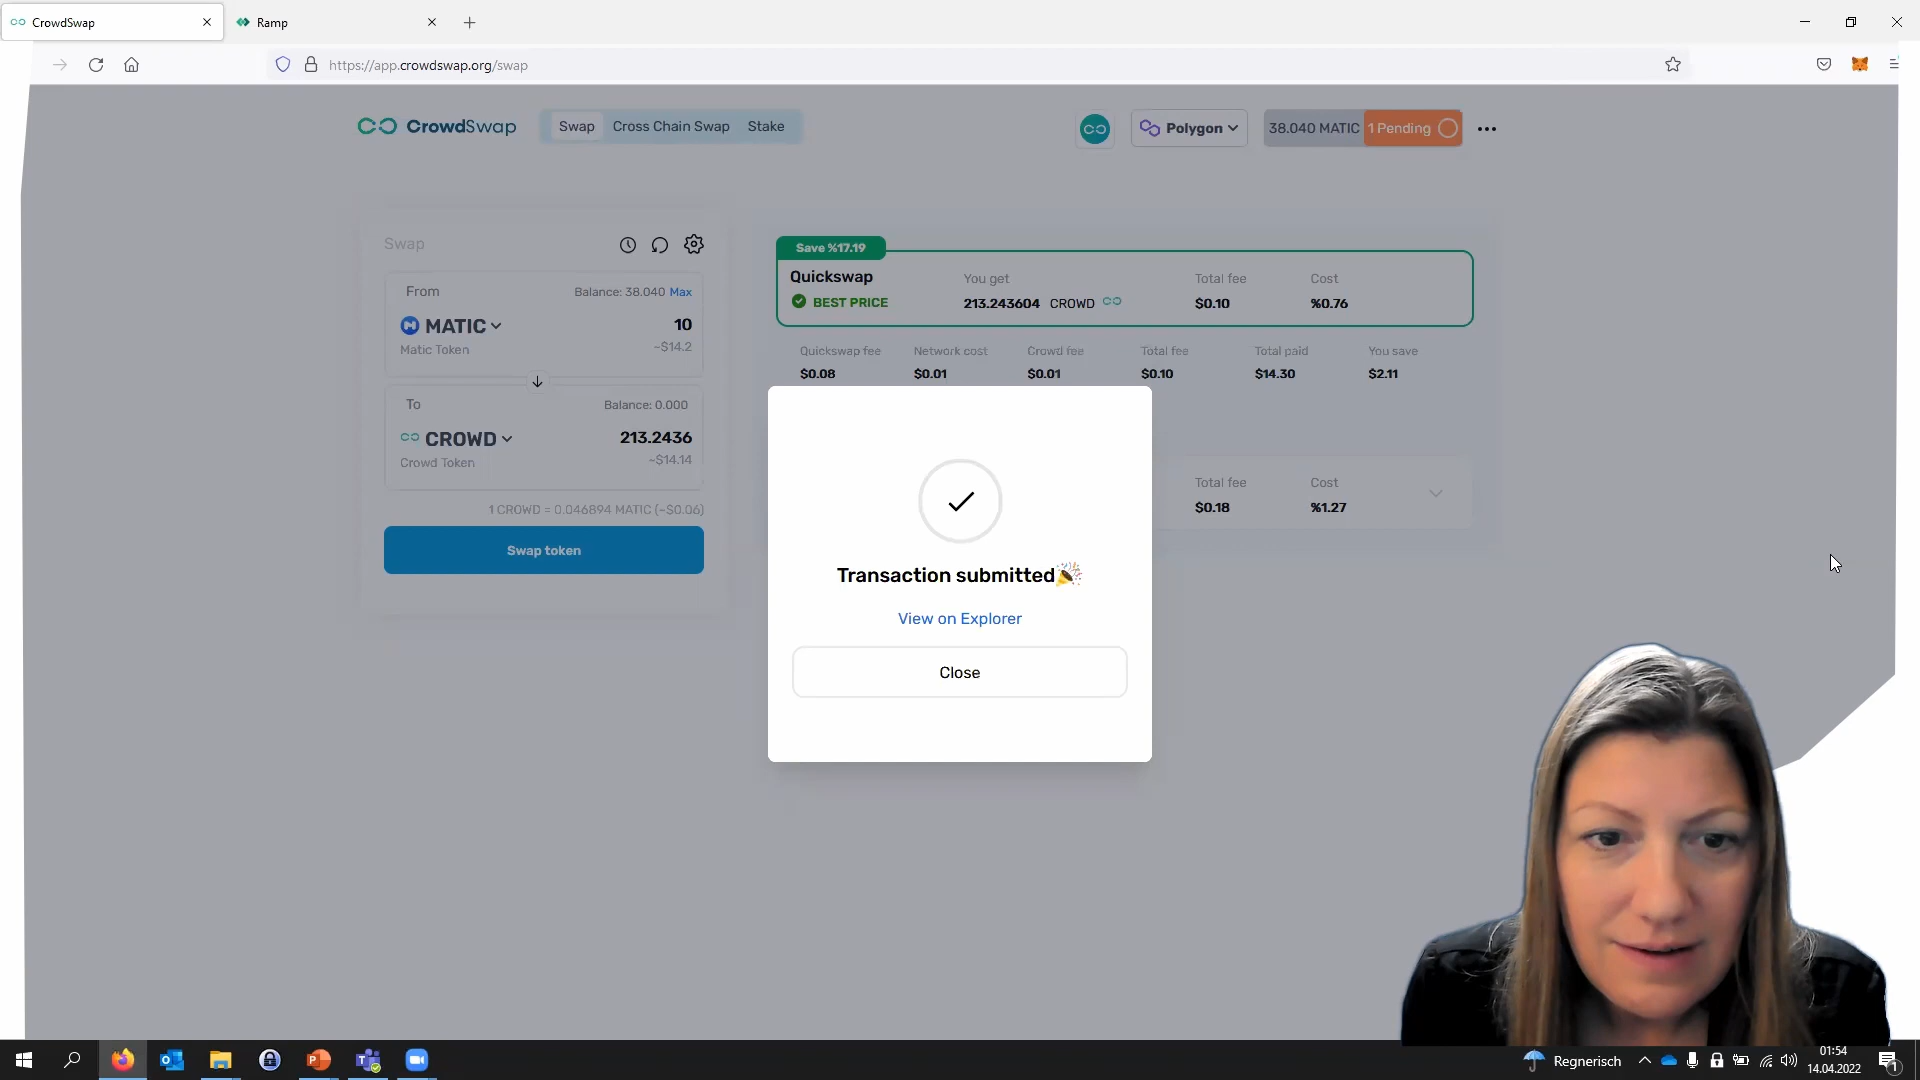 CrowdSwap
Ramp
https://app.crowdswap.org/swap
CrowdSwap
Swap
Cross Chain Swap
Stake
Polygon
38.040 MATIC
1 Pending
Swap
From
Balance: 38.040 Max
MATIC
10
Matic Token
~$14.2
To
Balance: 0.000
CROWD
213.2436
Crowd Token
~$14.14
1 CROWD = 0.046894 MATIC (~$0.06)
Swap token
Save %17.19
Quickswap
You get
Total fee
Cost
BEST PRICE
213.243604 CROWD
$0.10
%0.76
Quickswap fee
Network cost
Crowd fee
Total fee
Total paid
You save
$0.08
$0.01
$0.01
$0.10
$14.30
$2.11
Total fee
Cost
$0.18
%1.27
Transaction submitted
View on Explorer
Close
Regnerisch
01:54
14.04.2022
1